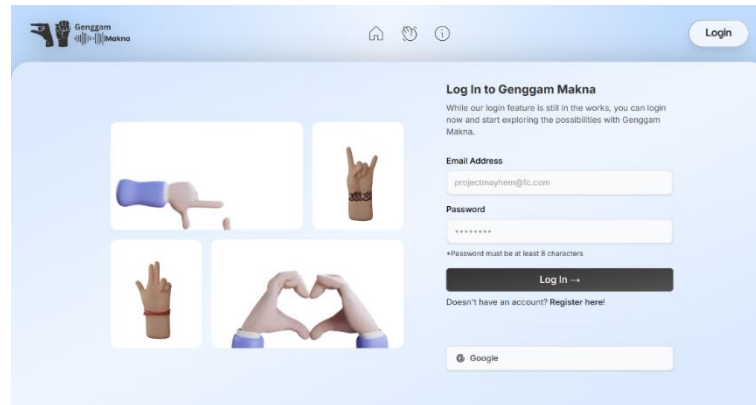 Genggam
Makna
Login
Log In to Genggam Makna
While our login feature is still in the works, you can login
now and start exploring the possibilities with Genggam
Makna.
Email Address
projectmayhem@fc.com
Password
********
*Password must be at least 8 characters
Log In →
Doesn't have an account? Register here!
Google